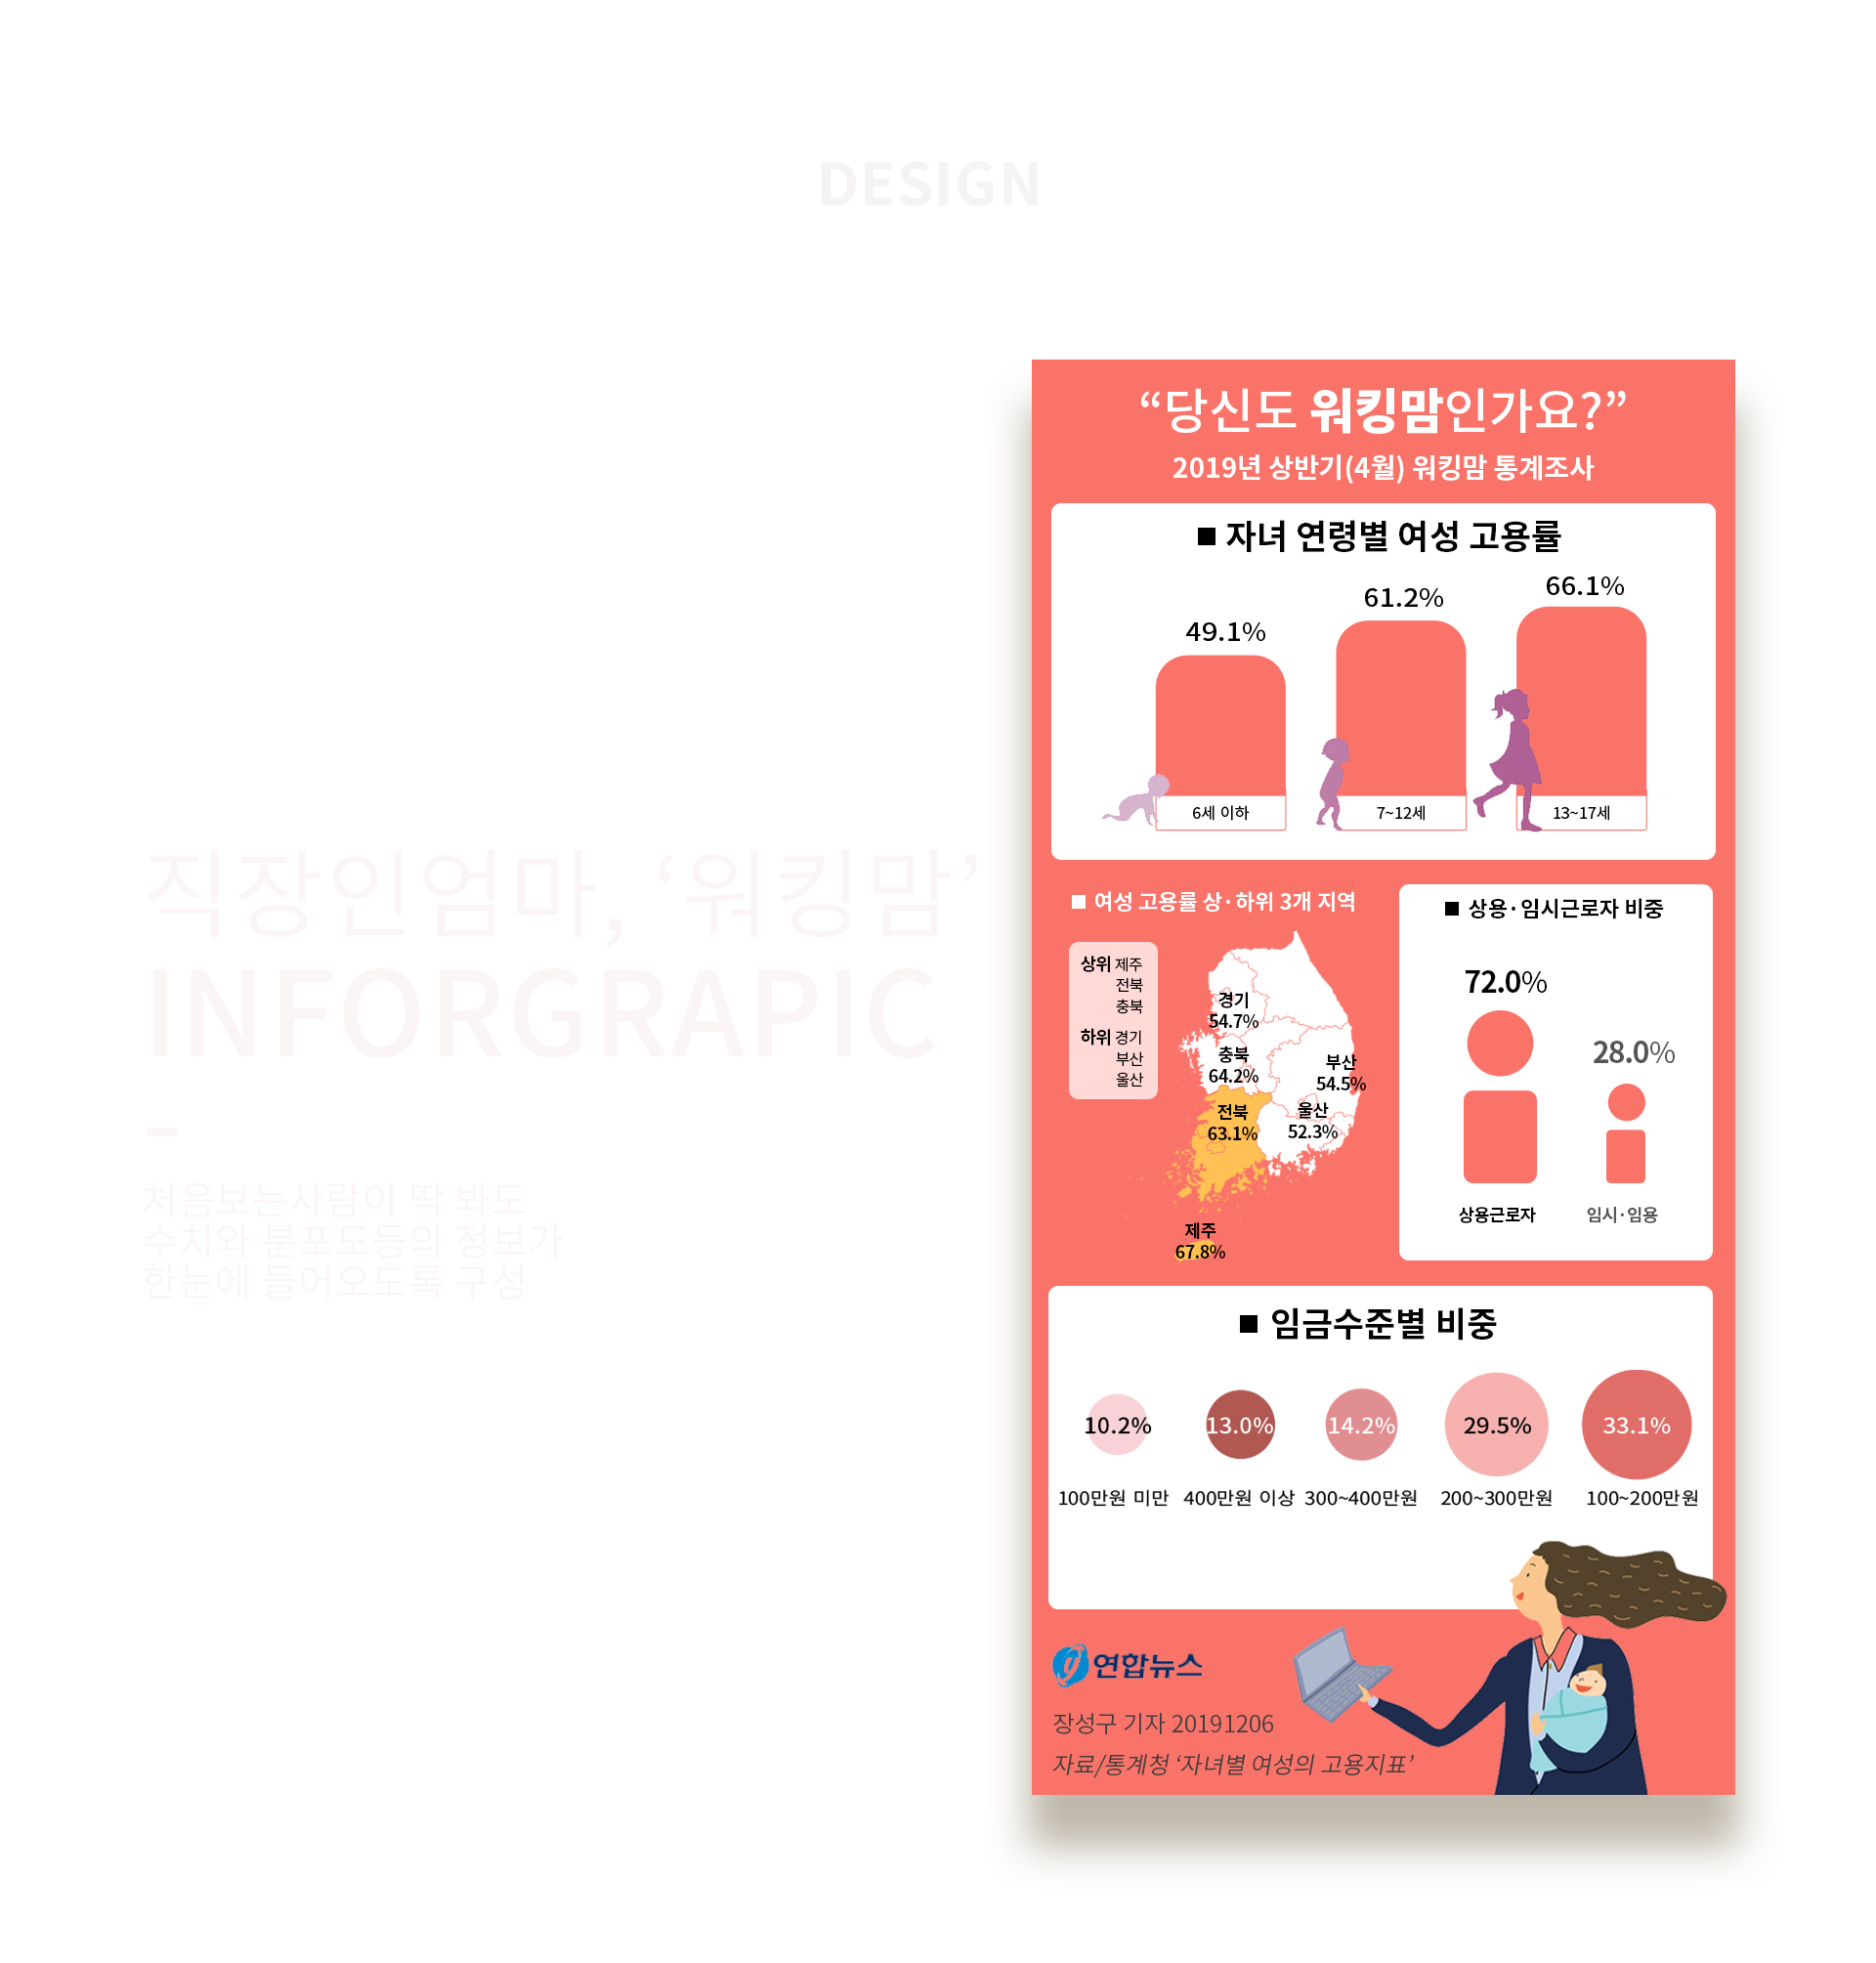 DESIGN
직장인엄마, ‘워킹맘’
INFORGRAPIC
-
처음보는사람이 딱 봐도
수치와 분포도등의 정보가
한눈에 들어오도록 구성
“당신도 워킹맘인가요?”
2019년 상반기(4월) 워킹맘 통계조사
■ 자녀 연령별 여성 고용률
49.1%
61.2%
66.1%
6세 이하
7~12세
13~17세
■ 여성 고용률 상·하위 3개 지역
상위 제주
전북
충북
하위 경기
부산
울산
경기
54.7%
충북
64.2%
부산
54.5%
전북
63.1%
울산
52.3%
제주
67.8%
■ 상용·임시근로자 비중
72.0%
28.0%
상용근로자
임시·임용
■ 임금수준별 비중
10.2%
13.0%
14.2%
29.5%
33.1%
100만원 미만
400만원 이상
300~400만원
200~300만원
100~200만원
연합뉴스
장성구 기자 20191206
자료/통계청 ‘자녀별 여성의 고용지표’